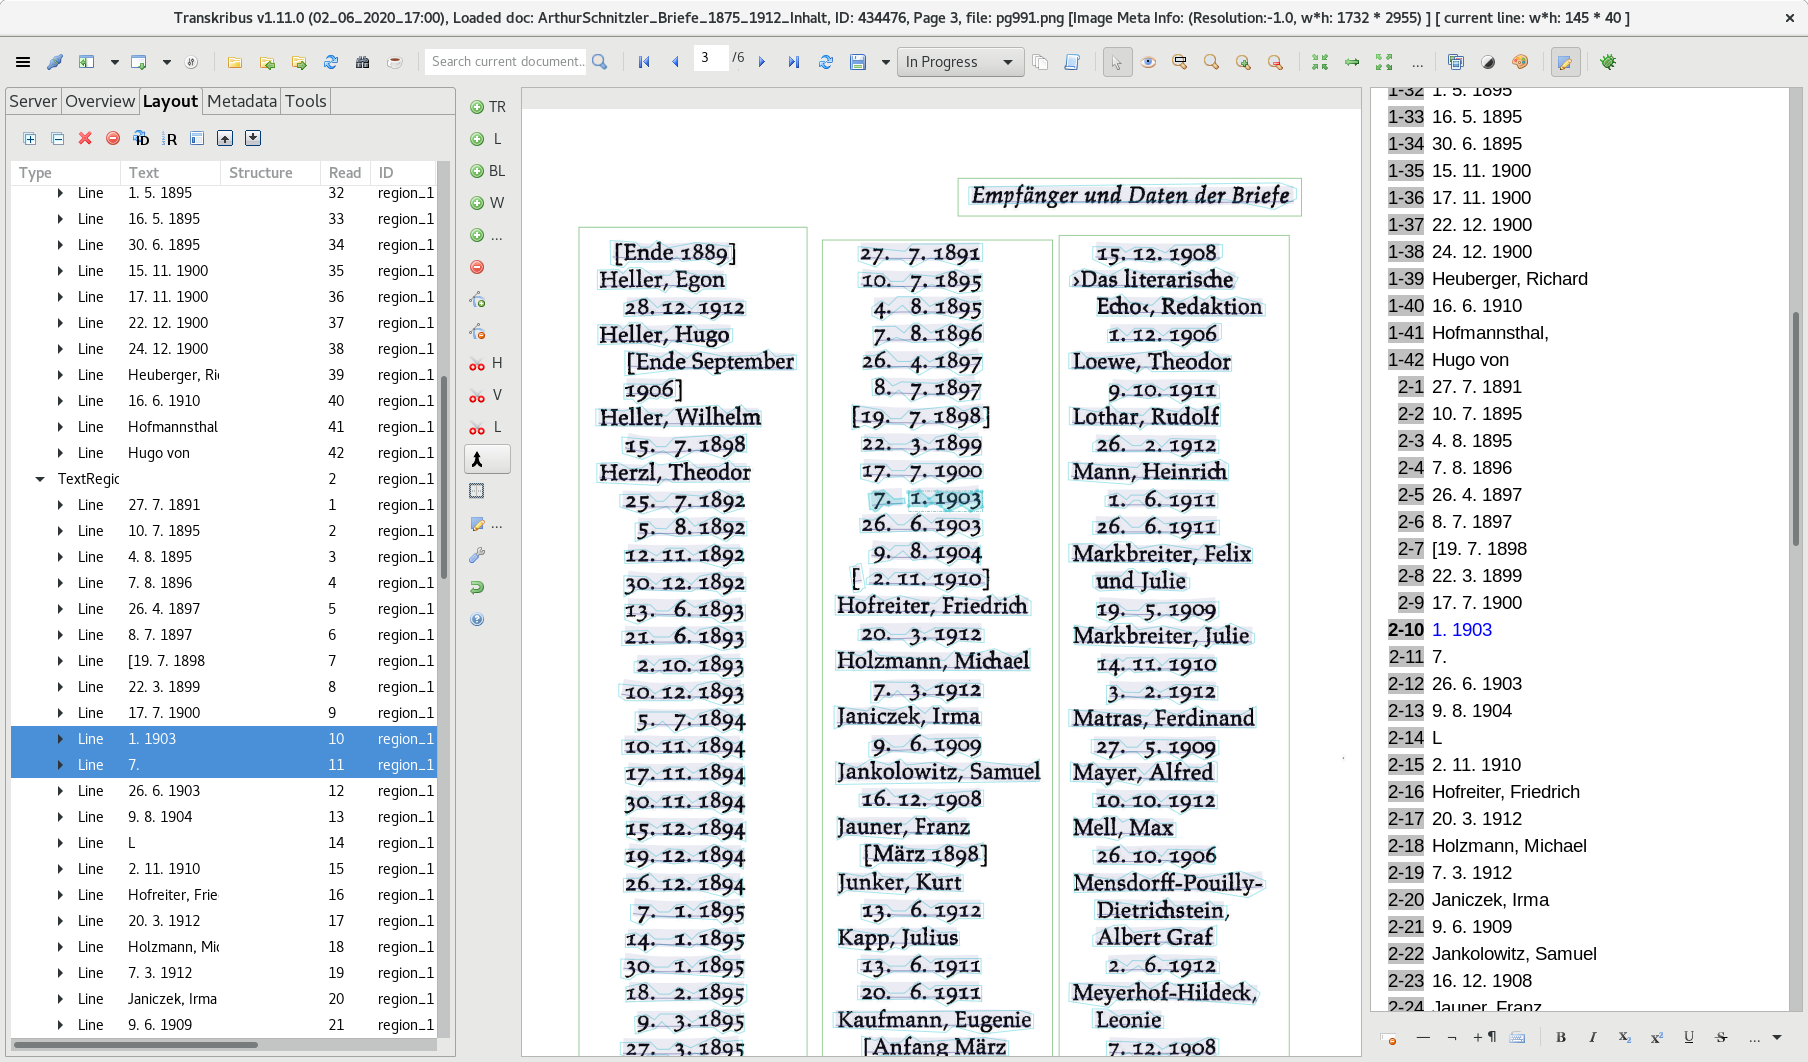 Transkribus v1.11.0 (02_06_2020_17:00), Loaded doc: ArthurSchnitzler_Briefe_1875_1912_Inhalt, ID: 434476, Page 3, file: pg991.png [Image Meta Info: (Resolution:-1.0, w*h: 1732 * 2955) ] [ current line: w*h: 145 * 40 ]
Search current document..
3 /6
In Progress
...
Server Overview Layout Metadata Tools
ID R
Type Text Structure Read ID
Line 1. 5. 1895 32 region_1
Line 16. 5. 1895 33 region_1
Line 30. 6. 1895 34 region_1
Line 15. 11. 1900 35 region_1
Line 17. 11. 1900 36 region_1
Line 22. 12. 1900 37 region_1
Line 24. 12. 1900 38 region_1
Line Heuberger, Ri 39 region_1
Line 16. 6. 1910 40 region_1
Line Hofmannsthal 41 region_1
Line Hugo von 42 region_1
TextRegic 2 region_1
Line 27. 7. 1891 1 region_1
Line 10. 7. 1895 2 region_1
Line 4. 8. 1895 3 region_1
Line 7. 8. 1896 4 region_1
Line 26. 4. 1897 5 region_1
Line 8. 7. 1897 6 region_1
Line [19. 7. 1898 7 region_1
Line 22. 3. 1899 8 region_1
Line 17. 7. 1900 9 region_1
Line 1. 1903 10 region_1
Line 7. 11 region_1
Line 26. 6. 1903 12 region_1
Line 9. 8. 1904 13 region_1
Line L 14 region_1
Line 2. 11. 1910 15 region_1
Line Hofreiter, Frie 16 region_1
Line 20. 3. 1912 17 region_1
Line Holzmann, Mic 18 region_1
Line 7. 3. 1912 19 region_1
Line Janiczek, Irma 20 region_1
Line 9. 6. 1909 21 region_1
TR
L
BL
W
...
H
V
L
...
Empfänger und Daten der Briefe
[Ende 1889]
Heller, Egon
28. 12. 1912
Heller, Hugo
[Ende September
1906]
Heller, Wilhelm
15. 7. 1898
Herzl, Theodor
25. 7. 1892
5. 8. 1892
12. 11. 1892
30. 12. 1892
13. 6. 1893
21. 6. 1893
2. 10. 1893
10. 12. 1893
5. 7. 1894
10. 11. 1894
17. 11. 1894
30. 11. 1894
15. 12. 1894
19. 12. 1894
26. 12. 1894
7. 1. 1895
14. 1. 1895
30. 1. 1895
18. 2. 1895
9. 3. 1895
27. 3. 1895
27. 7. 1891
10. 7. 1895
4. 8. 1895
7. 8. 1896
26. 4. 1897
8. 7. 1897
[19. 7. 1898]
22. 3. 1899
17. 7. 1900
7. 1. 1903
26. 6. 1903
9. 8. 1904
[ 2. 11. 1910]
Hofreiter, Friedrich
20. 3. 1912
Holzmann, Michael
7. 3. 1912
Janiczek, Irma
9. 6. 1909
Jankolowitz, Samuel
16. 12. 1908
Jauner, Franz
[März 1898]
Junker, Kurt
13. 6. 1912
Kapp, Julius
13. 6. 1911
20. 6. 1911
Kaufmann, Eugenie
[Anfang März
15. 12. 1908
›Das literarische
Echo‹, Redaktion
1. 12. 1906
Loewe, Theodor
9. 10. 1911
Lothar, Rudolf
26. 2. 1912
Mann, Heinrich
1. 6. 1911
26. 6. 1911
Markbreiter, Felix
und Julie
19. 5. 1909
Markbreiter, Julie
14. 11. 1910
3. 2. 1912
Matras, Ferdinand
27. 5. 1909
Mayer, Alfred
10. 10. 1912
Mell, Max
26. 10. 1906
Mensdorff-Pouilly-
Dietrichstein,
Albert Graf
2. 6. 1912
Meyerhof-Hildeck,
Leonie
7. 12. 1908
1-32 1. 5. 1895
1-33 16. 5. 1895
1-34 30. 6. 1895
1-35 15. 11. 1900
1-36 17. 11. 1900
1-37 22. 12. 1900
1-38 24. 12. 1900
1-39 Heuberger, Richard
1-40 16. 6. 1910
1-41 Hofmannsthal,
1-42 Hugo von
2-1 27. 7. 1891
2-2 10. 7. 1895
2-3 4. 8. 1895
2-4 7. 8. 1896
2-5 26. 4. 1897
2-6 8. 7. 1897
2-7 [19. 7. 1898
2-8 22. 3. 1899
2-9 17. 7. 1900
2-10 1. 1903
2-11 7.
2-12 26. 6. 1903
2-13 9. 8. 1904
2-14 L
2-15 2. 11. 1910
2-16 Hofreiter, Friedrich
2-17 20. 3. 1912
2-18 Holzmann, Michael
2-19 7. 3. 1912
2-20 Janiczek, Irma
2-21 9. 6. 1909
2-22 Jankolowitz, Samuel
2-23 16. 12. 1908
2-24 Jauner, Franz
— ¬ + ¶ B I X₂ x² U S ...